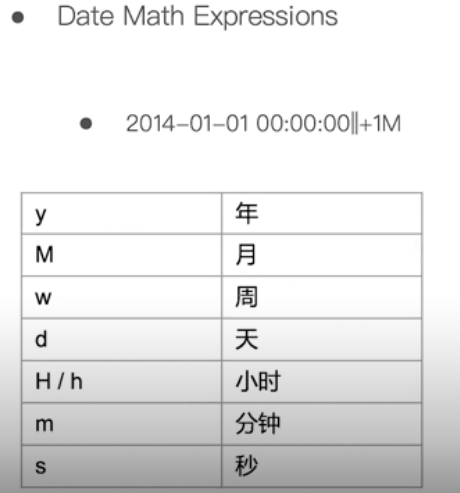 ● Date Math Expressions
● 2014–01–01 00:00:00||+1M
y 年
M 月
w 周
d 天
H / h 小时
m 分钟
s 秒